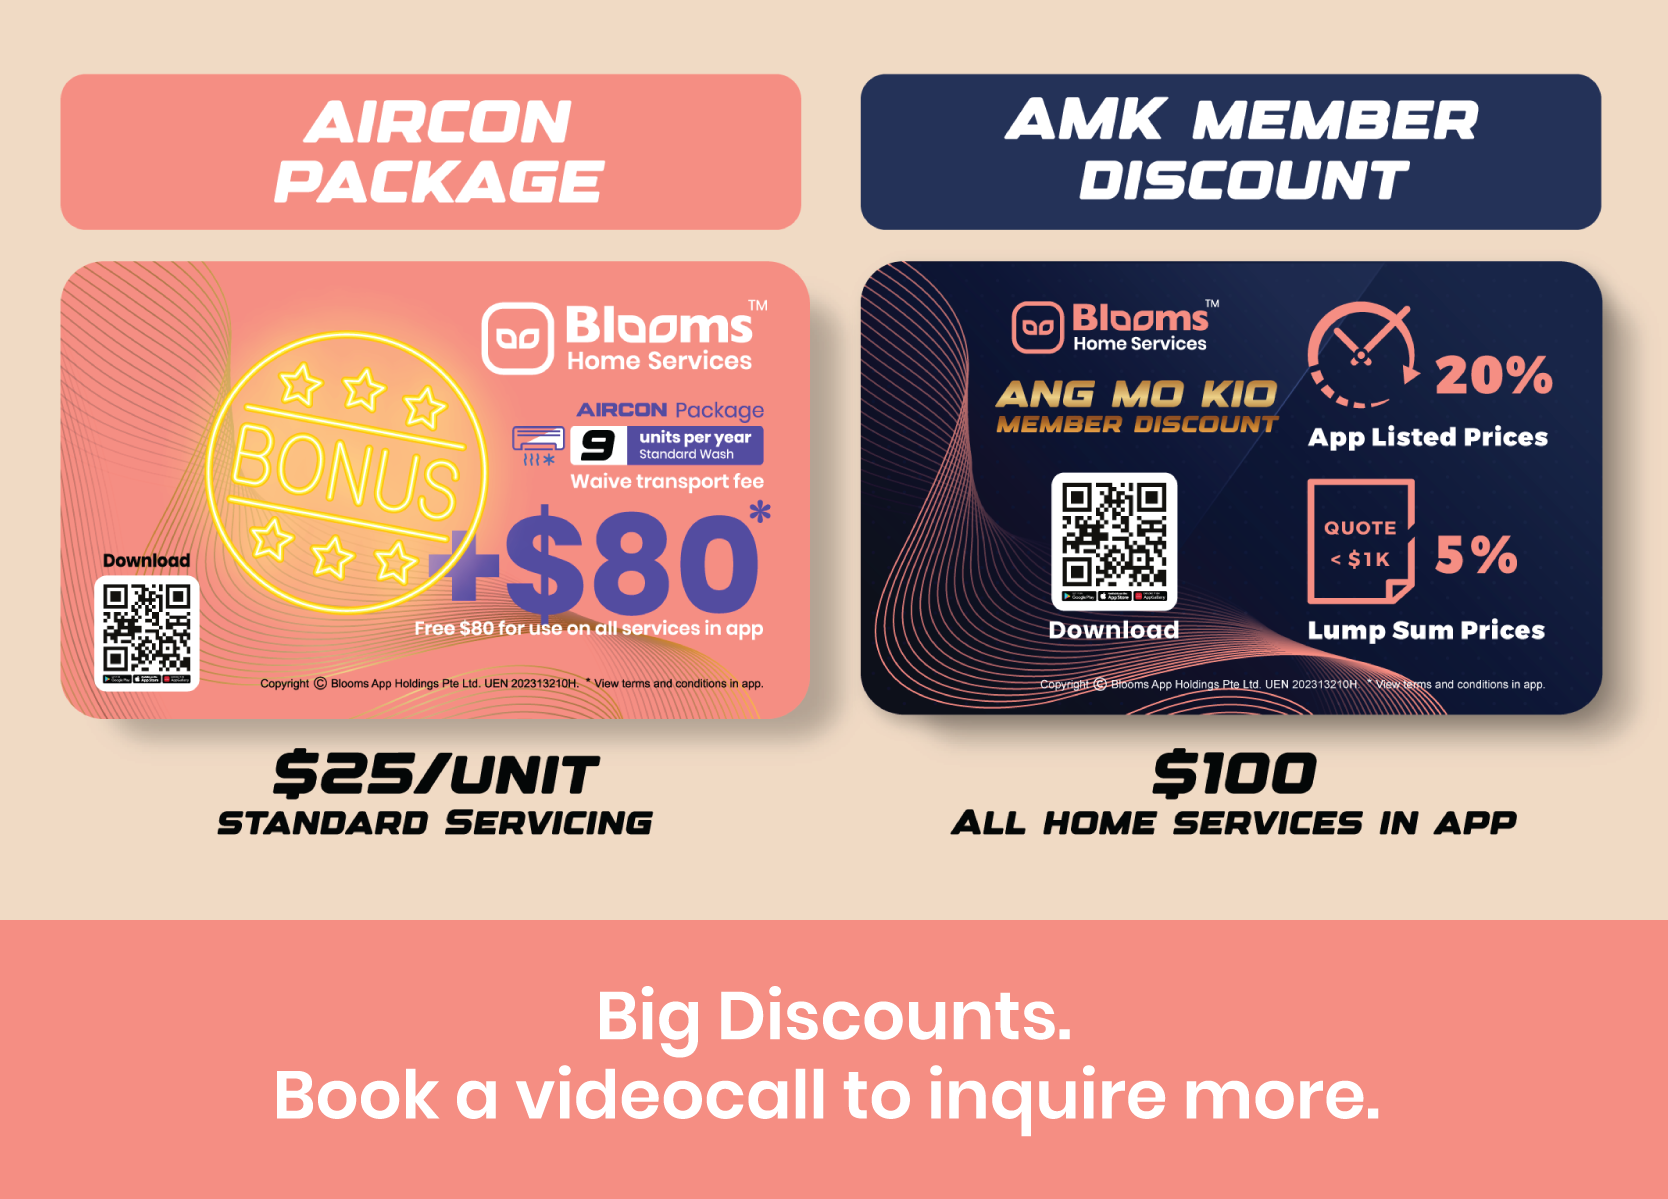 AIRCON
PACKAGE
Blooms™
Home Services
AIRCON Package
9 units per year
Standard Wash
Waive transport fee
BONUS
+$80*
Free $80 for use on all services in app
Download
Copyright © Blooms App Holdings Pte Ltd. UEN 202313210H. * View terms and conditions in app.
$25/UNIT
STANDARD SERVICING
AMK MEMBER
DISCOUNT
Blooms™
Home Services
ANG MO KIO
MEMBER DISCOUNT
Download
20%
App Listed Prices
QUOTE
< $1K
5%
Lump Sum Prices
Copyright © Blooms App Holdings Pte Ltd. UEN 202313210H. * View terms and conditions in app.
$100
ALL HOME SERVICES IN APP
Big Discounts.
Book a videocall to inquire more.